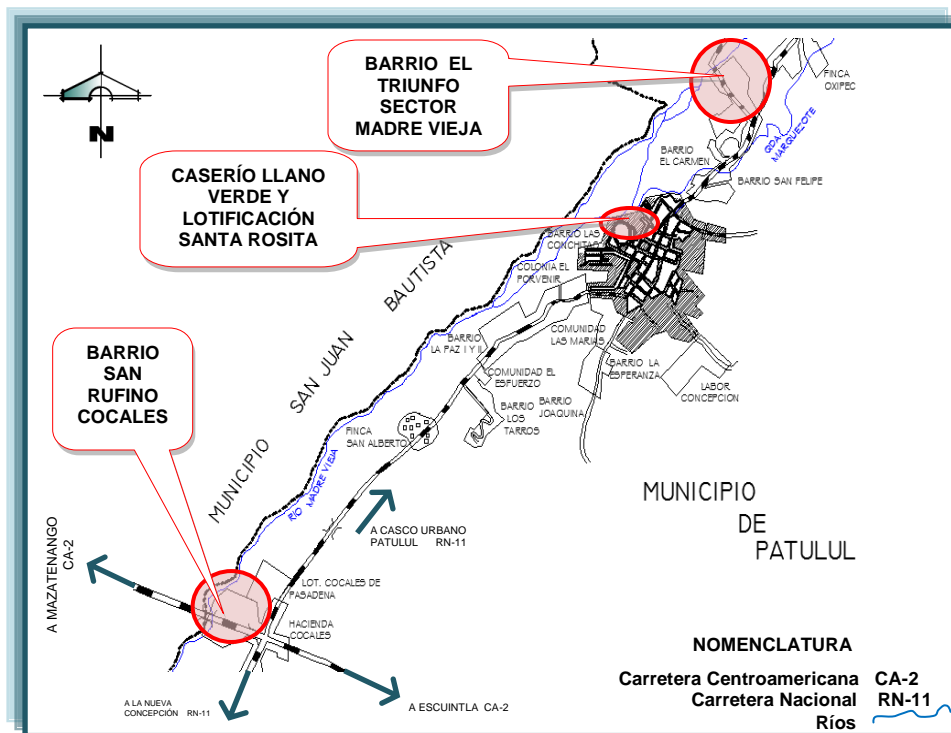 BARRIO EL
TRIUNFO
SECTOR
MADRE VIEJA
FINCA
OXIPEC
QDA.
MARQUEZOTE
N
BARRIO
EL CARMEN
CASERÍO LLANO
VERDE Y
LOTIFICACIÓN
SANTA ROSITA
BARRIO SAN FELIPE
BARRIO LAS
CONCHITAS
COLONIA EL
PORVENIR
MUNICIPIO SAN JUAN BAUTISTA
BARRIO
LA PAZ I Y II
COMUNIDAD
LAS MARIAS
BARRIO LA
ESPERANZA
COMUNIDAD EL
ESFUERZO
LABOR
CONCEPCION
BARRIO
SAN
RUFINO
COCALES
BARRIO
LOS
TARROS
BARRIO
JOAQUINA
FINCA
SAN ALBERTO
RIO MADRE VIEJA
MUNICIPIO
DE
PATULUL
A CASCO URBANO
PATULUL RN-11
A MAZATENANGO
CA-2
LOT. COCALES DE
PASADENA
HACIENDA
COCALES
A LA NUEVA
CONCEPCIÓN RN-11
A ESCUINTLA CA-2
NOMENCLATURA
Carretera Centroamericana CA-2
Carretera Nacional RN-11
Ríos